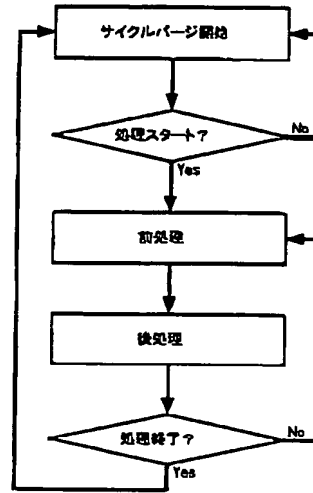 サイクルパージ開始
処理スタート?
No
Yes
前処理
後処理
処理終了?
No
Yes